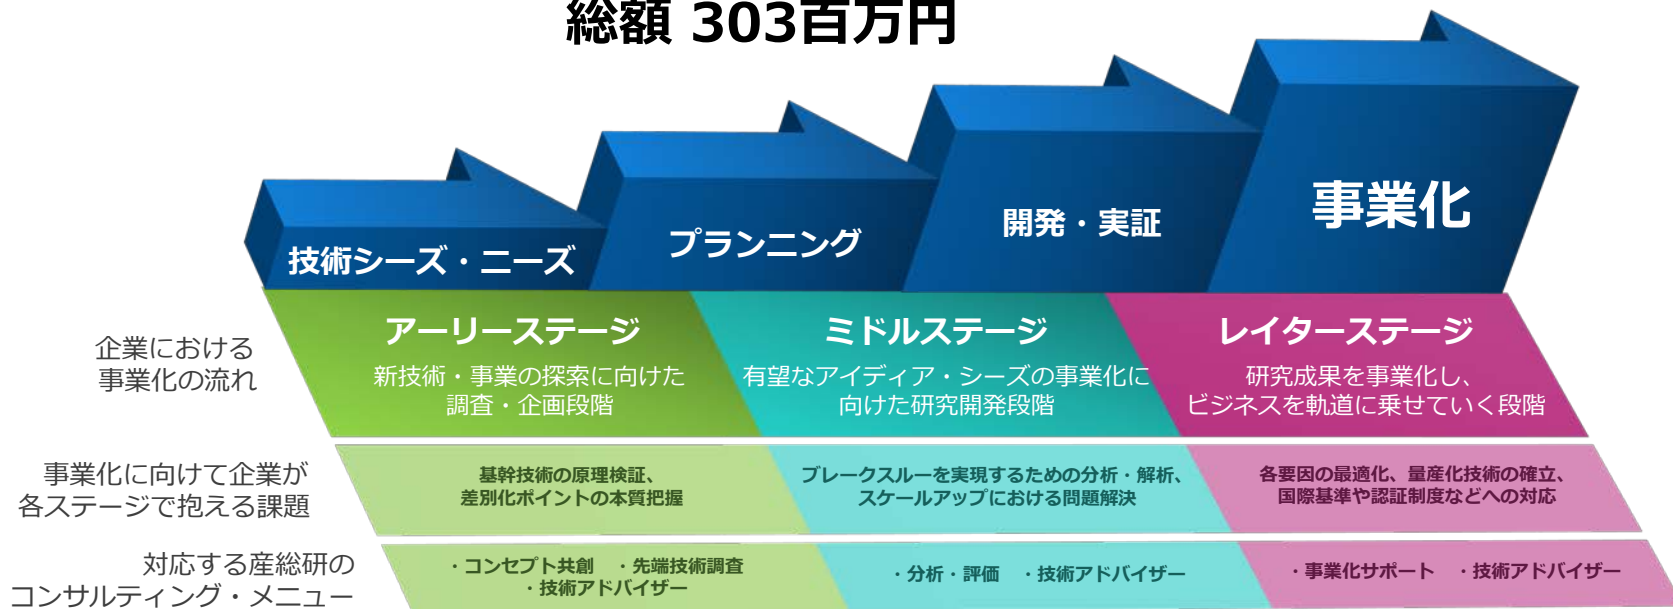 総額 303百万円
技術シーズ・ニーズ
プランニング
開発・実証
事業化
企業における
事業化の流れ
アーリーステージ
新技術・事業の探索に向けた
調査・企画段階
ミドルステージ
有望なアイディア・シーズの事業化に
向けた研究開発段階
レイターステージ
研究成果を事業化し、
ビジネスを軌道に乗せていく段階
事業化に向けて企業が
各ステージで抱える課題
基幹技術の原理検証、
差別化ポイントの本質把握
ブレークスルーを実現するための分析・解析、
スケールアップにおける問題解決
各要因の最適化、量産化技術の確立、
国際基準や認証制度などへの対応
対応する産総研の
コンサルティング・メニュー
・コンセプト共創　・先端技術調査
・技術アドバイザー
・分析・評価　・技術アドバイザー
・事業化サポート　・技術アドバイザー